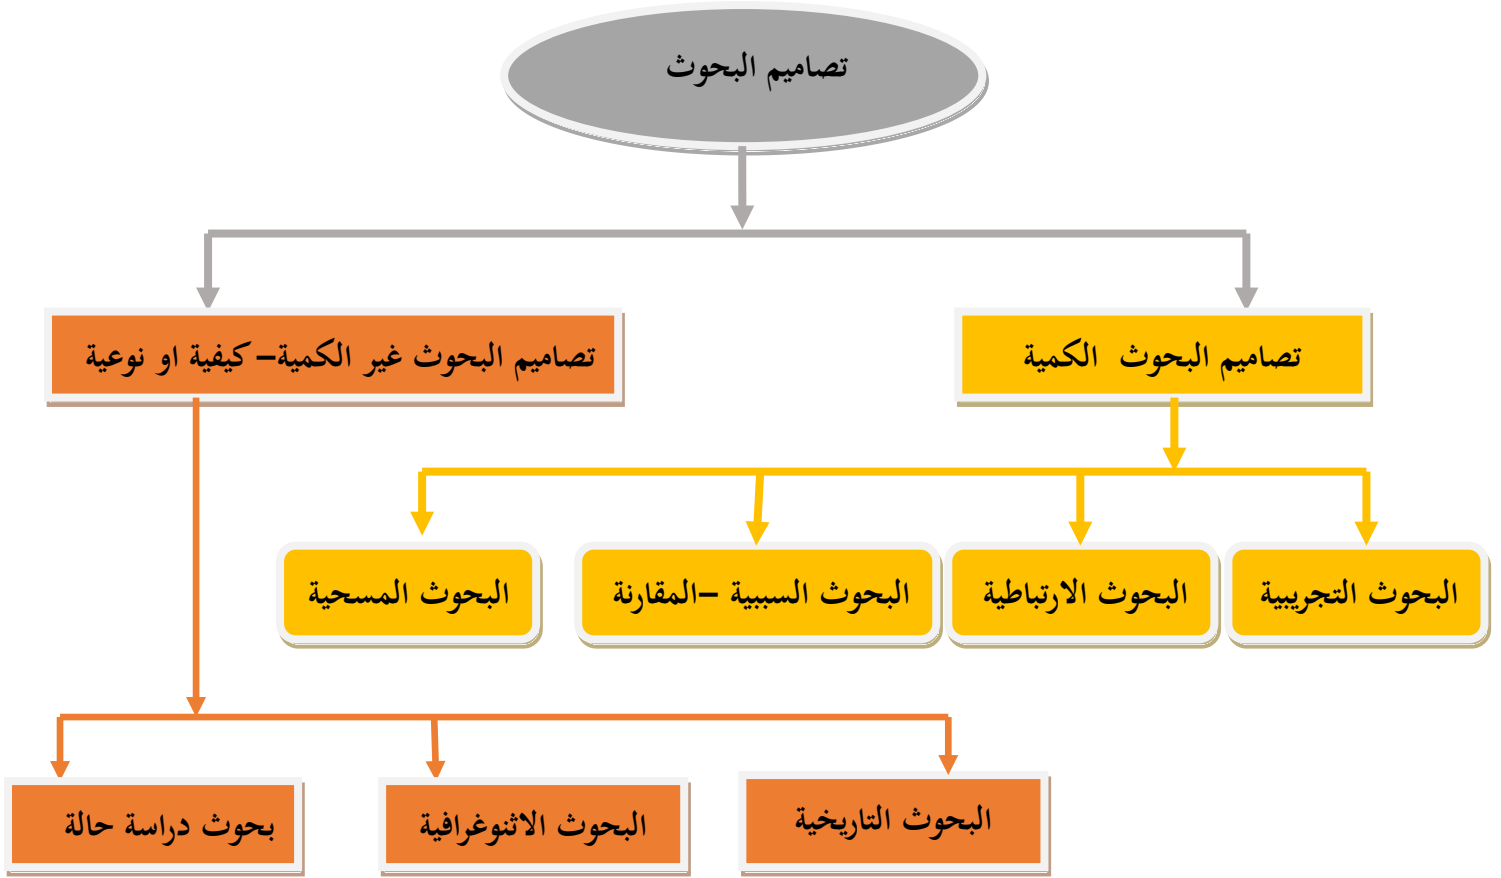 تصاميم البحوث
تصاميم البحوث الكمية
تصاميم البحوث غير الكمية– كيفية او نوعية
البحوث التجريبية
البحوث الارتباطية
البحوث السببية –المقارنة
البحوث المسحية
البحوث التاريخية
البحوث الاثنوغرافية
بحوث دراسة حالة